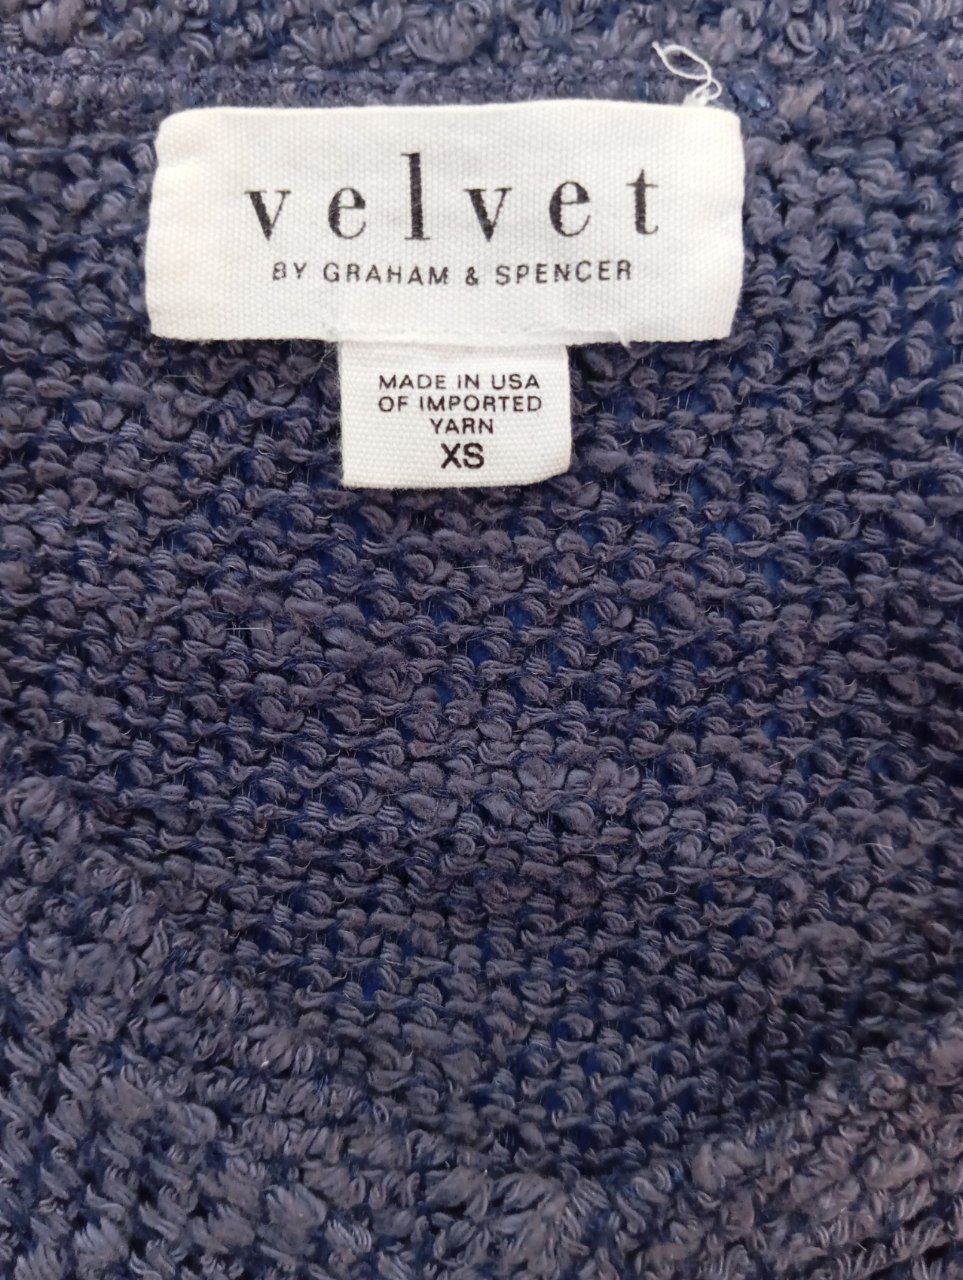 velvet
BY GRAHAM & SPENCER
MADE IN USA
OF IMPORTED
YARN
XS